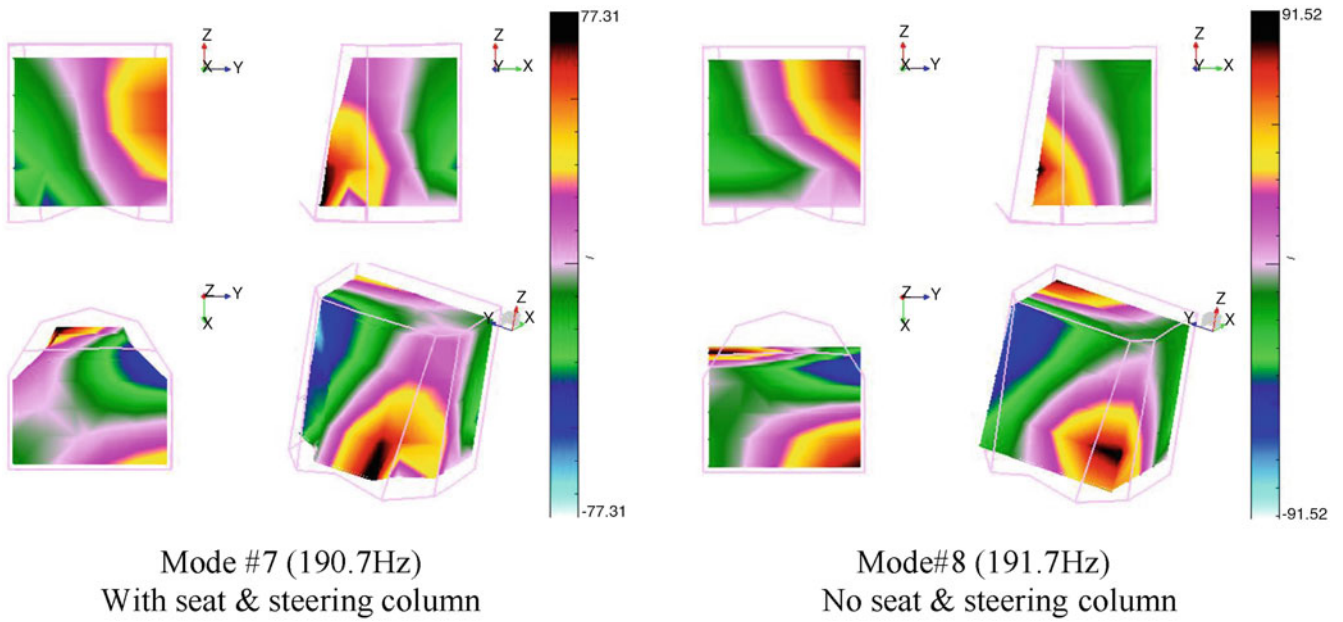 77.31
Z
X Y
Z
Y X
Z Y
X
Z
Y X
-77.31
Mode #7 (190.7Hz)
With seat & steering column
91.52
Z
X Y
Z
Y X
Z Y
X
Z
Y X
-91.52
Mode#8 (191.7Hz)
No seat & steering column